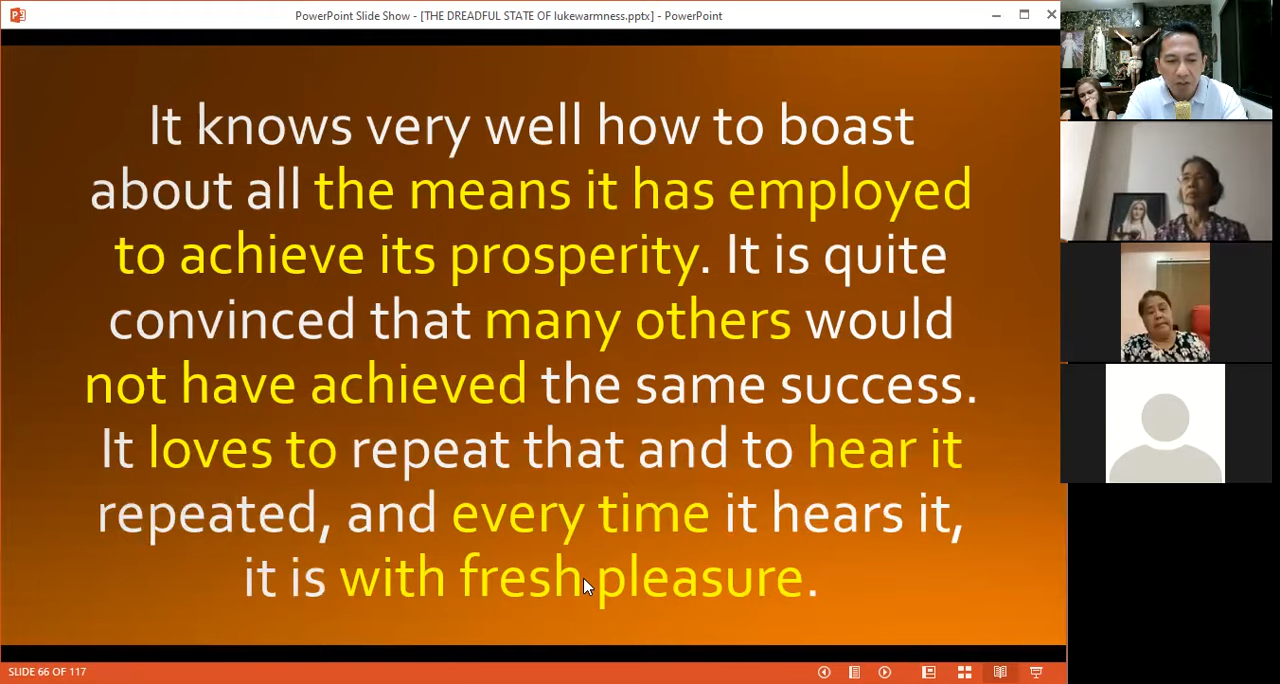 PowerPoint Slide Show - [THE DREADFUL STATE OF lukewarmness.pptx] - PowerPoint
It knows very well how to boast
about all the means it has employed
to achieve its prosperity. It is quite
convinced that many others would
not have achieved the same success.
It loves to repeat that and to hear it
repeated, and every time it hears it,
it is with fresh pleasure.
SLIDE 66 OF 117